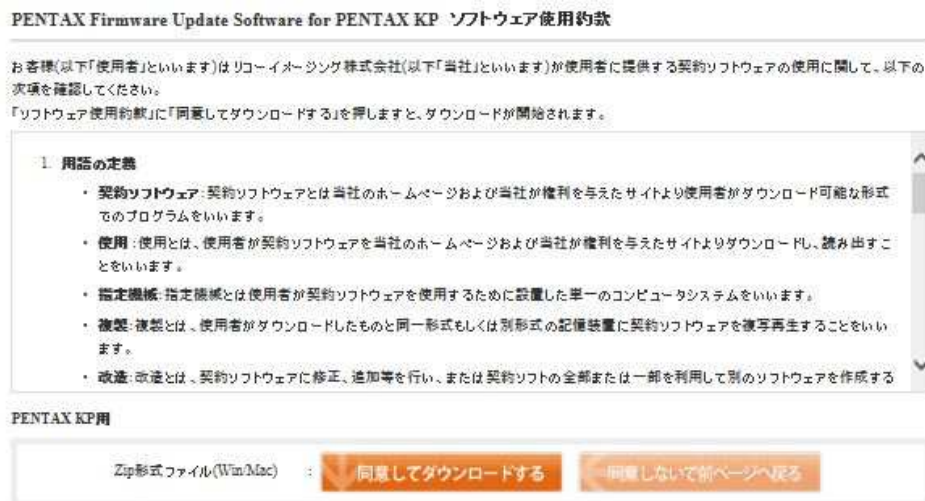 PENTAX Firmware Update Software for PENTAX KP ソフトウェア使用約款
お客様(以下「使用者」といいます)はリコーイメージング株式会社(以下「当社」といいます)が使用者に提供する契約ソフトウェアの使用に関して、以下の
次項を確認してください。
「ソフトウェア使用約款」に「同意してダウンロードする」を押しますと、ダウンロードが開始されます。
1. 用語の定義
・ 契約ソフトウェア:契約ソフトウェアとは当社のホームページおよび当社が権利を与えたサイトより使用者がダウンロード可能な形式
でのプログラムをいいます。
・ 使用:使用とは、使用者が契約ソフトウェアを当社のホームページおよび当社が権利を与えたサイトよりダウンロードし、読み出すこ
とをいいます。
・ 指定機械:指定機械とは使用者が契約ソフトウェアを使用するために設置した単一のコンピュータシステムをいいます。
・ 複製:複製とは、使用者がダウンロードしたものと同一形式もしくは別形式の記憶装置に契約ソフトウェアを複写再生することをいい
ます。
・ 改造:改造とは、契約ソフトウェアに修正、追加等を行い、または契約ソフトの全部または一部を利用して別のソフトウェアを作成する
PENTAX KP用
Zip形式ファイル(Win/Mac) : 同意してダウンロードする 同意しないで前ページへ戻る